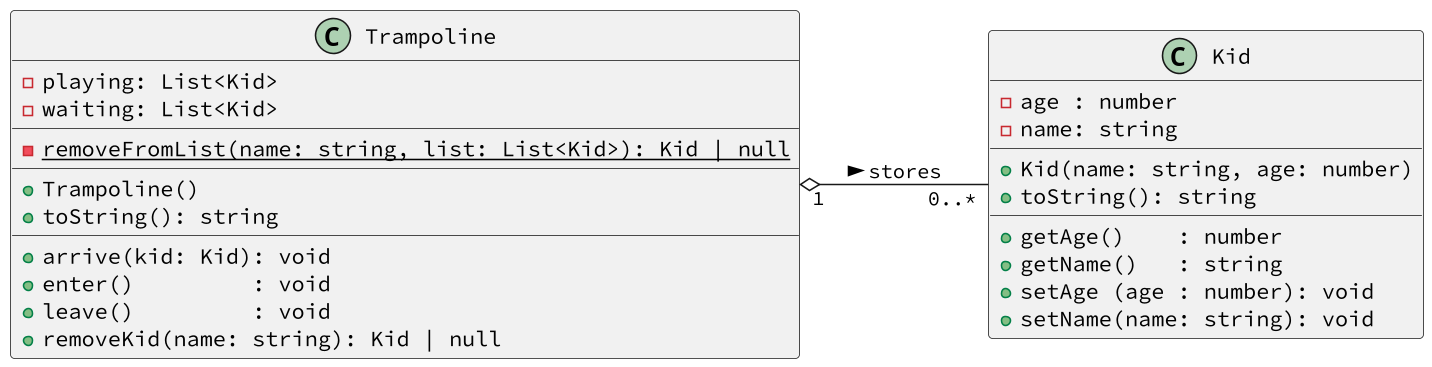 C Trampoline
playing: List<Kid>
waiting: List<Kid>
removeFromList(name: string, list: List<Kid>): Kid | null
Trampoline()
toString(): string
arrive(kid: Kid): void
enter()         : void
leave()         : void
removeKid(name: string): Kid | null
stores
1
0..*
C Kid
age : number
name: string
Kid(name: string, age: number)
toString(): string
getAge()    : number
getName()   : string
setAge (age : number): void
setName(name: string): void